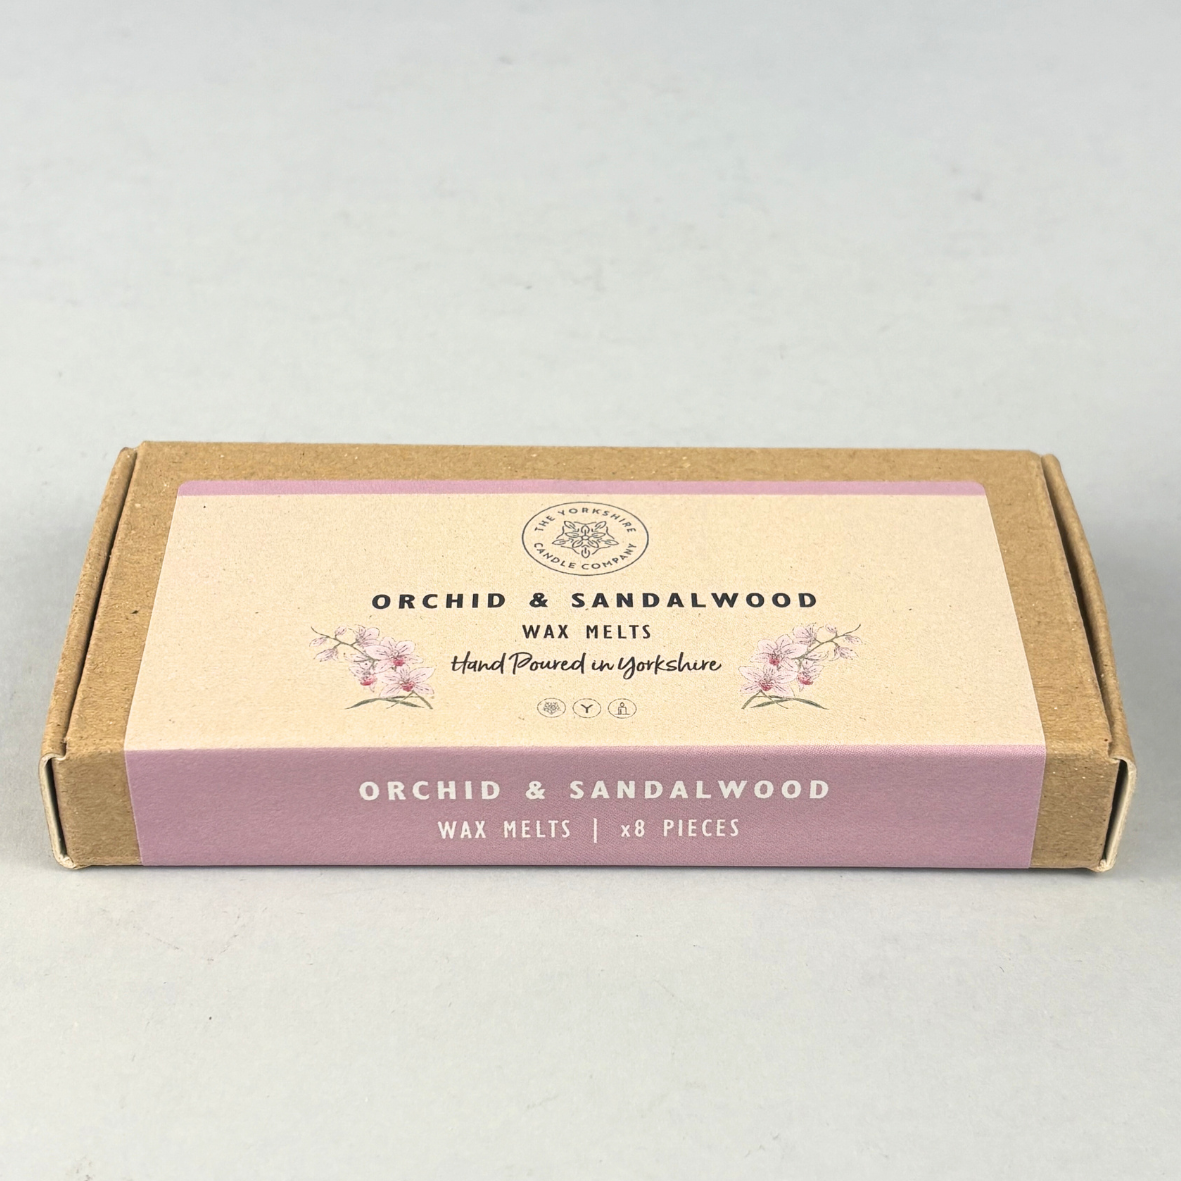 THE YORKSHIRE
CANDLE COMPANY
ORCHID & SANDALWOOD
WAX MELTS
Hand Poured in Yorkshire
Y
ORCHID & SANDALWOOD
WAX MELTS | x8 PIECES